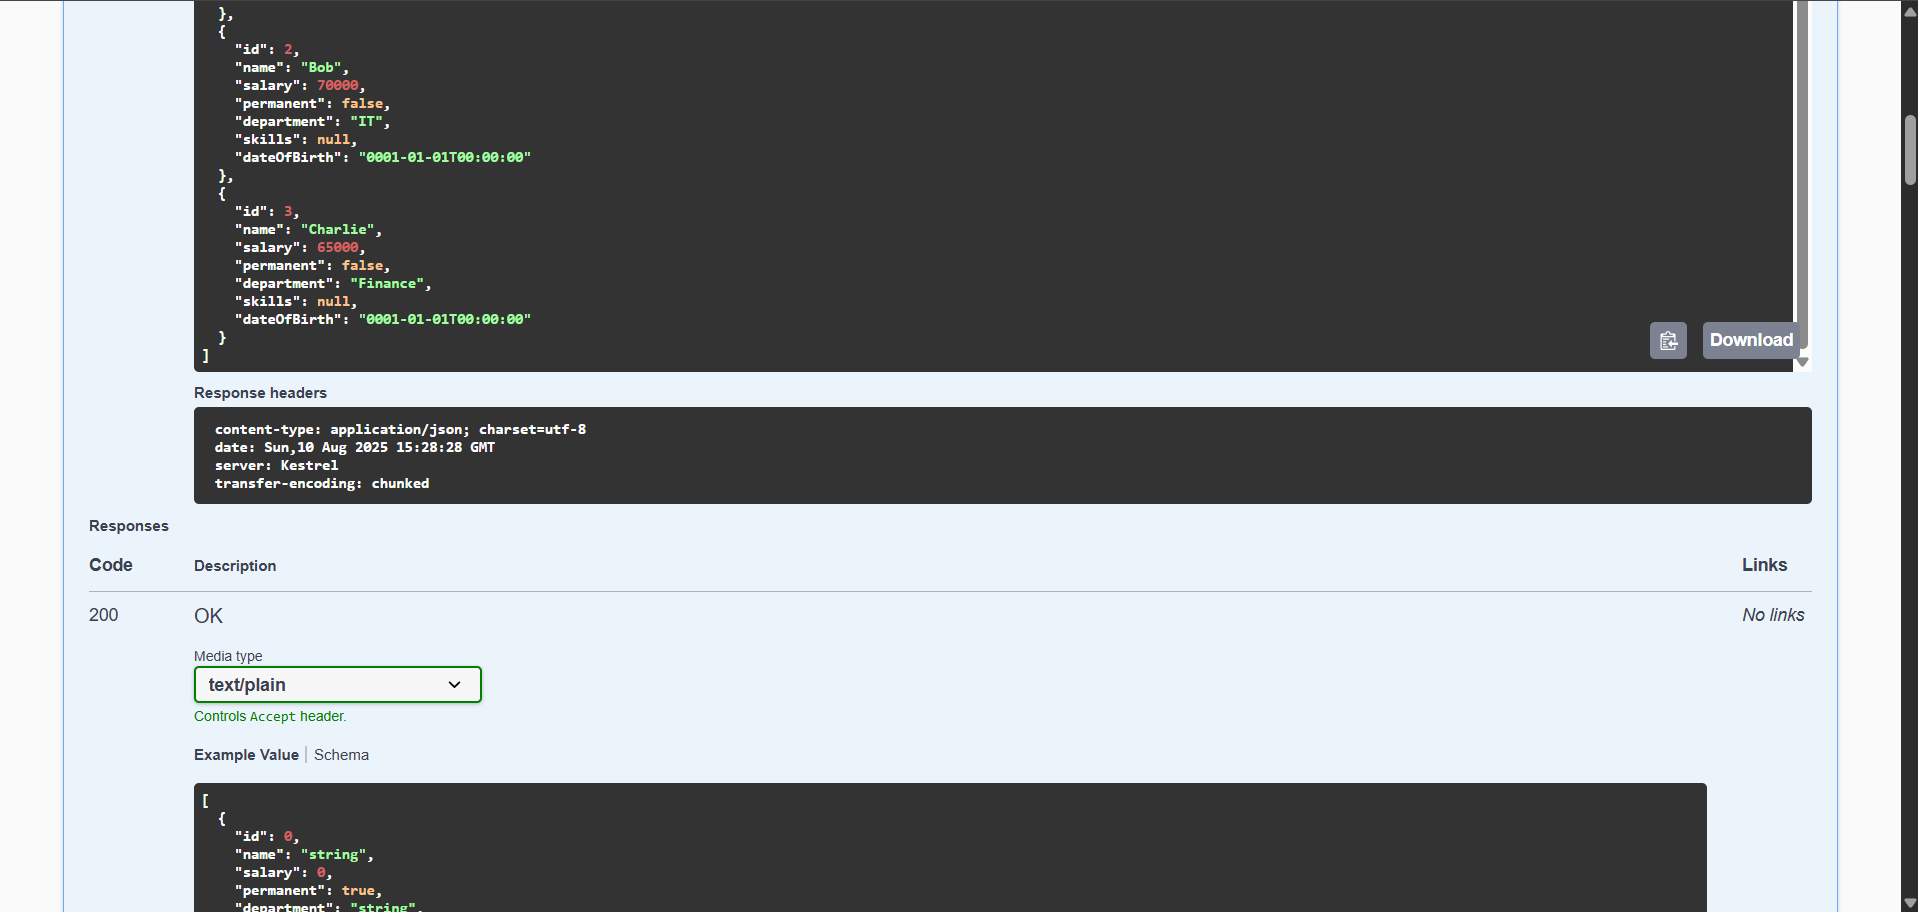 },
{
"id": 2,
"name": "Bob",
"salary": 70000,
"permanent": false,
"department": "IT",
"skills": null,
"dateOfBirth": "0001-01-01T00:00:00"
},
{
"id": 3,
"name": "Charlie",
"salary": 65000,
"permanent": false,
"department": "Finance",
"skills": null,
"dateOfBirth": "0001-01-01T00:00:00"
}
]
Download
Response headers
content-type: application/json; charset=utf-8
date: Sun,10 Aug 2025 15:28:28 GMT
server: Kestrel
transfer-encoding: chunked
Responses
Code Description Links
200 OK No links
Media type
text/plain
Controls Accept header.
Example Value | Schema
[
{
"id": 0,
"name": "string",
"salary": 0,
"permanent": true,
"department": "string",